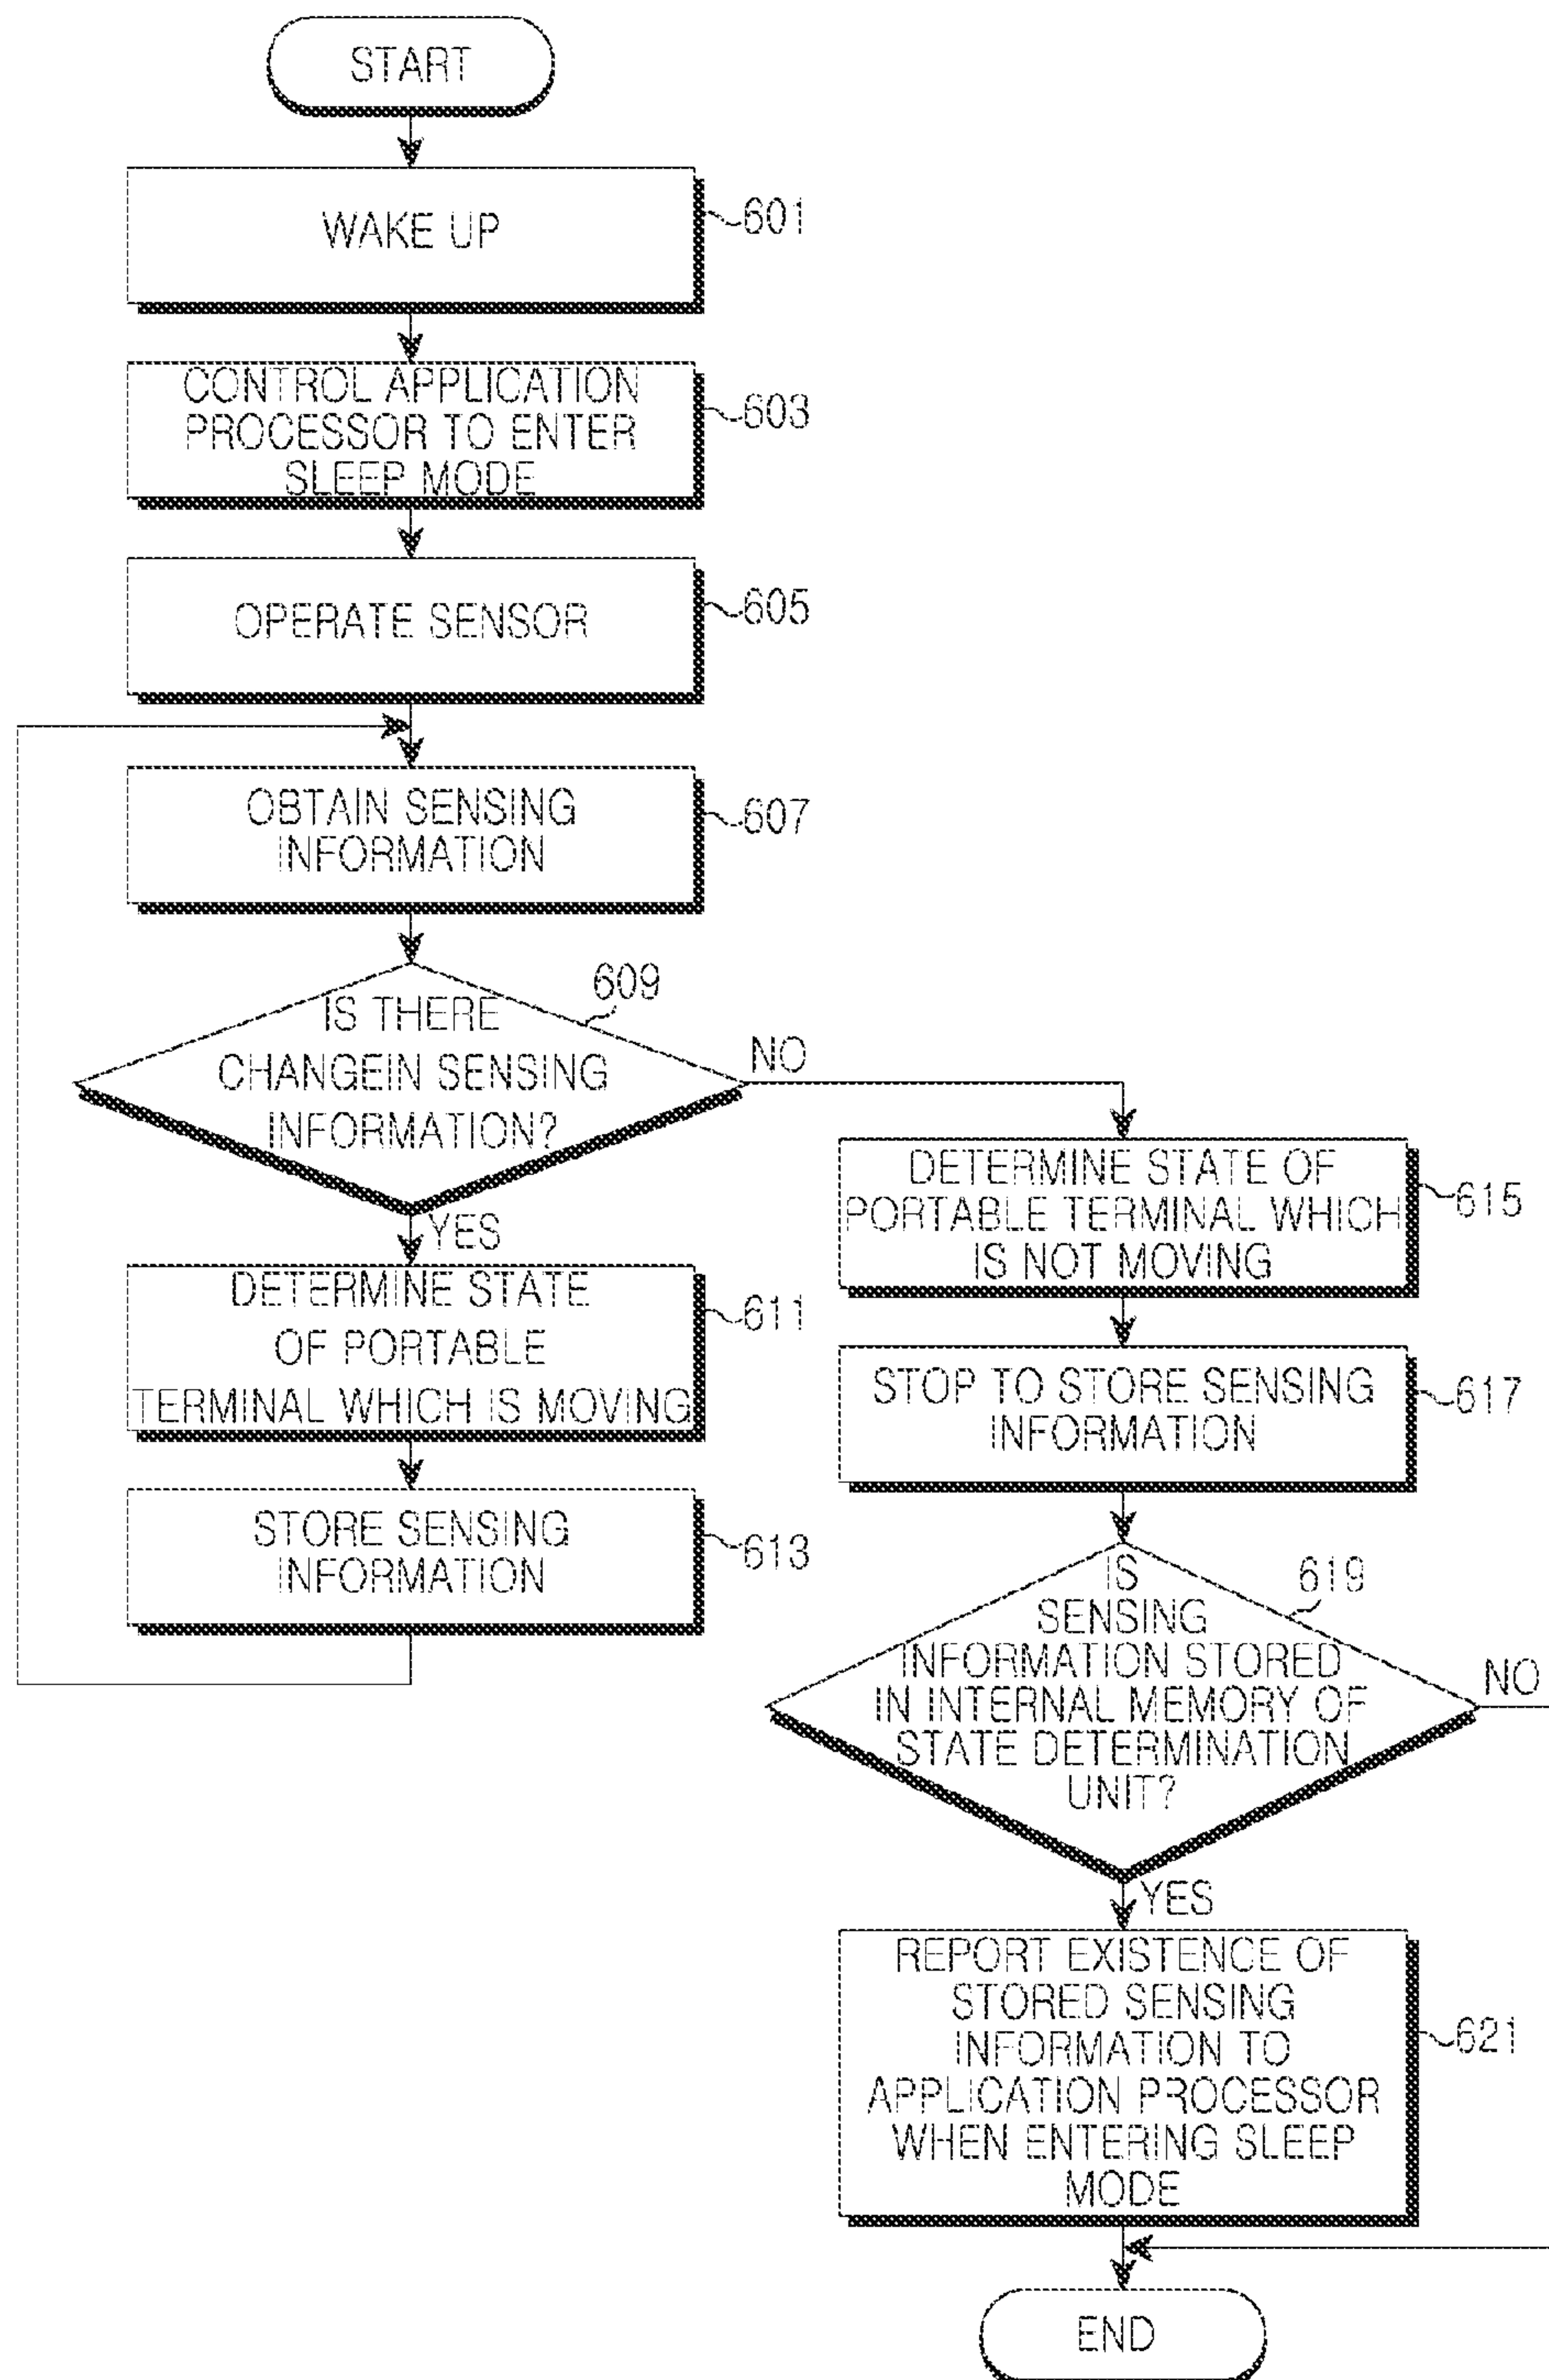 START
WAKE UP
601
CONTROL APPLICATION
PROCESSOR TO ENTER
SLEEP MODE
603
OPERATE SENSOR
605
OBTAIN SENSING
INFORMATION
607
609
IS THERE
CHANGEIN SENSING
INFORMATION?
NO
YES
DETERMINE STATE
OF PORTABLE
TERMINAL WHICH IS MOVING
611
STORE SENSING
INFORMATION
613
DETERMINE STATE OF
PORTABLE TERMINAL WHICH
IS NOT MOVING
615
STOP TO STORE SENSING
INFORMATION
617
619
IS
SENSING
INFORMATION STORED
IN INTERNAL MEMORY OF
STATE DETERMINATION
UNIT?
NO
YES
REPORT EXISTENCE OF
STORED SENSING
INFORMATION TO
APPLICATION PROCESSOR
WHEN ENTERING SLEEP
MODE
621
END